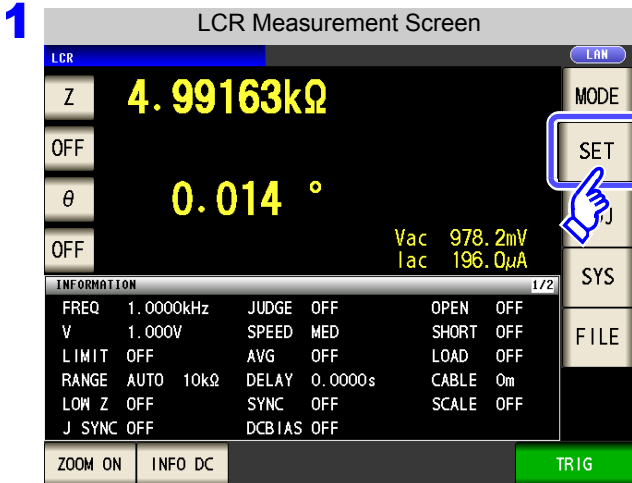 1
LCR Measurement Screen
LCR
LAN
Z 4.99163kΩ
MODE
OFF
SET
θ 0.014 °
OFF
Vac 978.2mV
Iac 196.0μA
SYS
INFORMATION 1/2
FREQ 1.0000kHz JUDGE OFF OPEN OFF
V 1.000V SPEED MED SHORT OFF
FILE
LIMIT OFF AVG OFF LOAD OFF
RANGE AUTO 10kΩ DELAY 0.0000s CABLE 0m
LOW Z OFF SYNC OFF SCALE OFF
J SYNC OFF DCBIAS OFF
ZOOM ON INFO DC TRIG